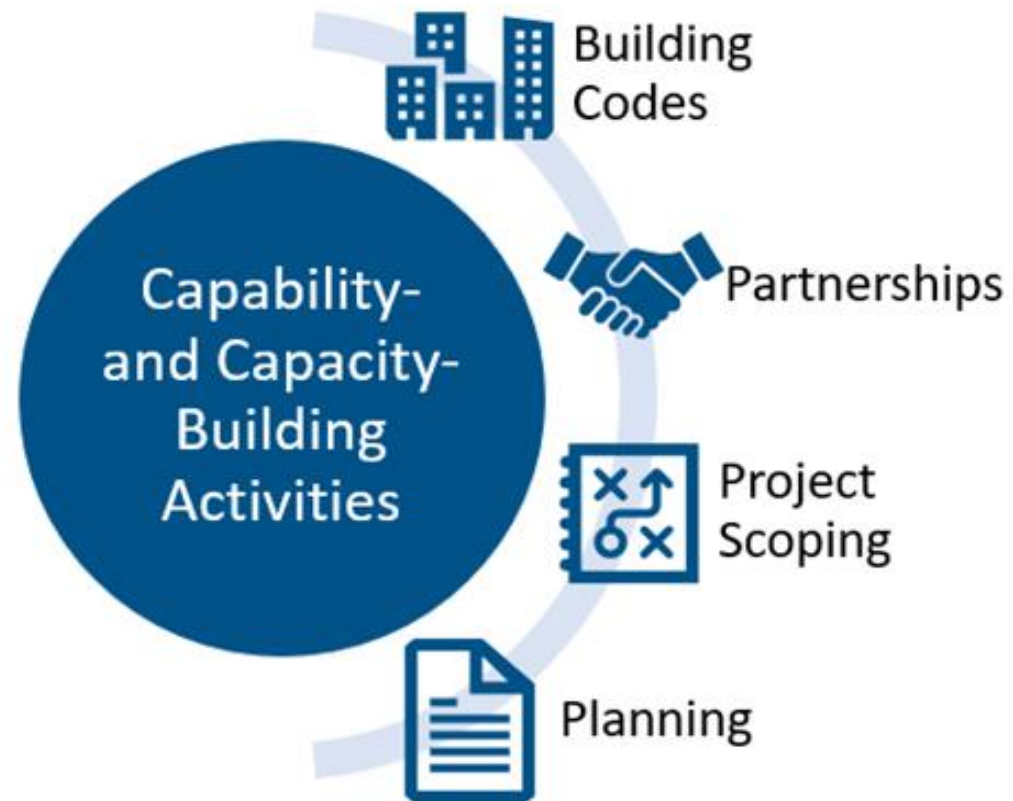 Building
Codes
Capability-
and Capacity-
Building
Activities
Partnerships
Project
Scoping
Planning